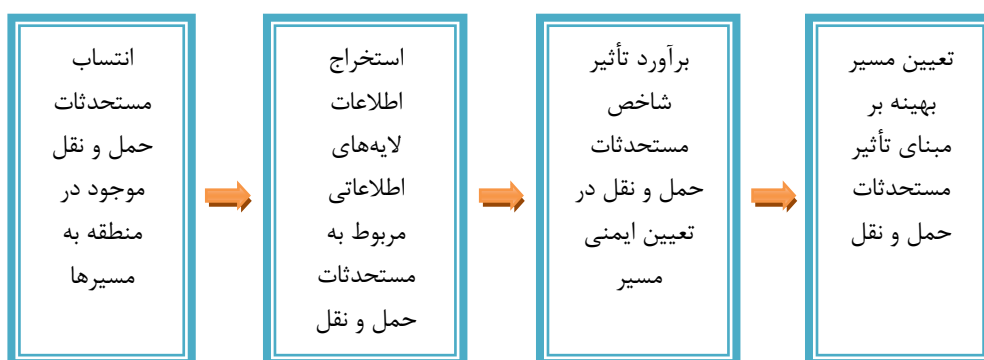 انتساب
مستحدثات
حمل و نقل
موجود در
منطقه به
مسیرها
استخراج
اطلاعات
لایه‌های
اطلاعاتی
مربوط به
مستحدثات
حمل و نقل
برآورد تأثیر
شاخص
مستحدثات
حمل و نقل در
تعیین ایمنی
مسیر
تعیین مسیر
بهینه بر
مبنای تأثیر
مستحدثات
حمل و نقل